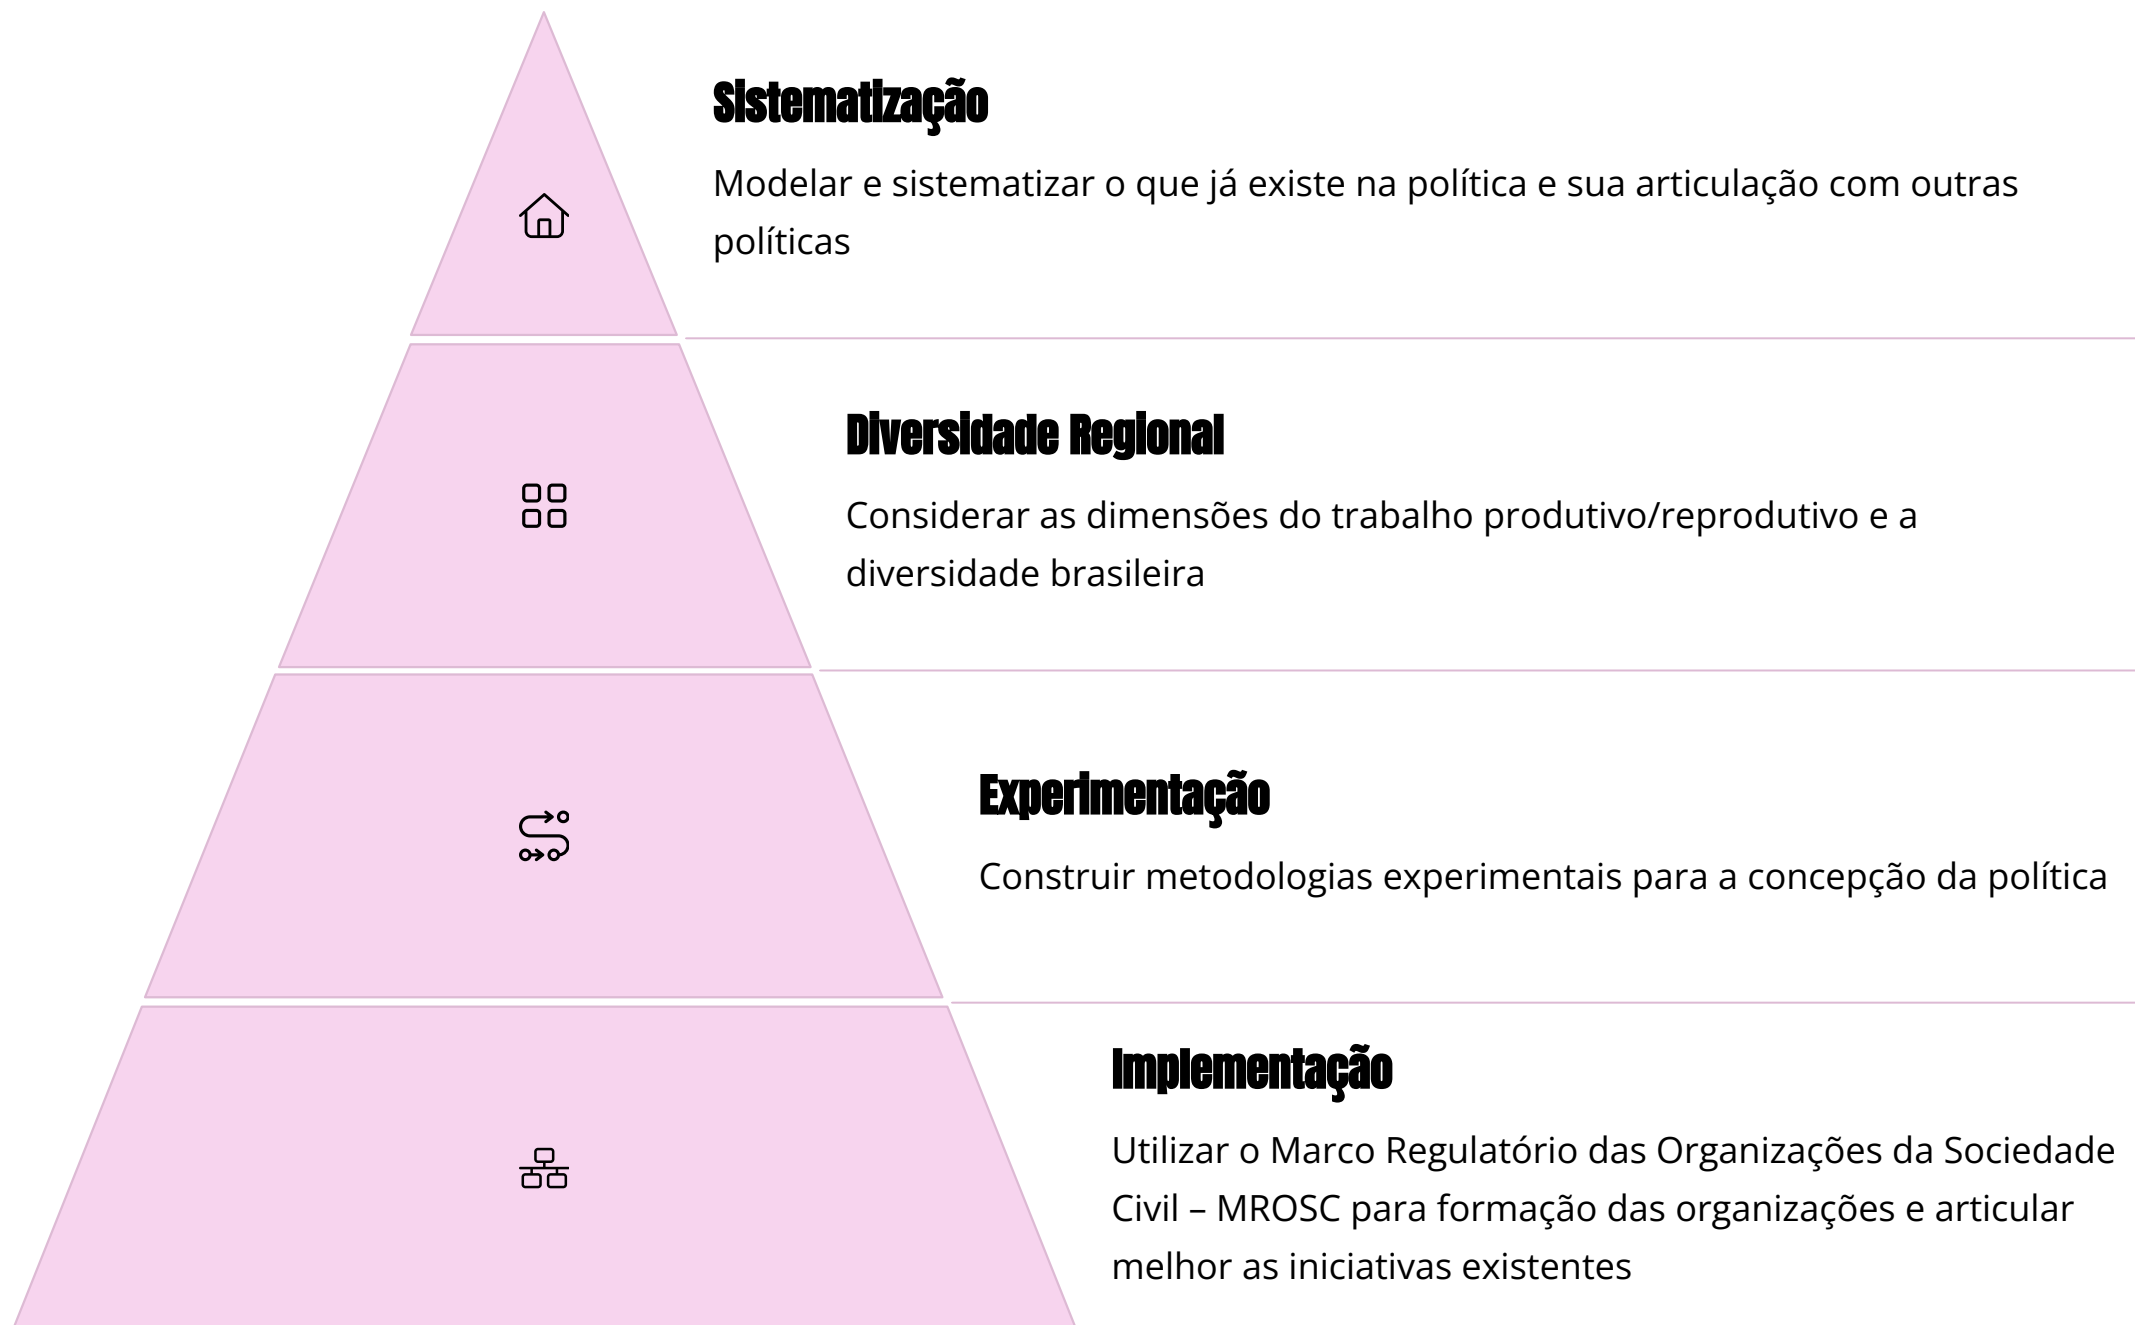 Sistematização
Modelar e sistematizar o que já existe na política e sua articulação com outras
políticas
Diversidade Regional
Considerar as dimensões do trabalho produtivo/reprodutivo e a
diversidade brasileira
Experimentação
Construir metodologias experimentais para a concepção da política
Implementação
Utilizar o Marco Regulatório das Organizações da Sociedade
Civil – MROSC para formação das organizações e articular
melhor as iniciativas existentes